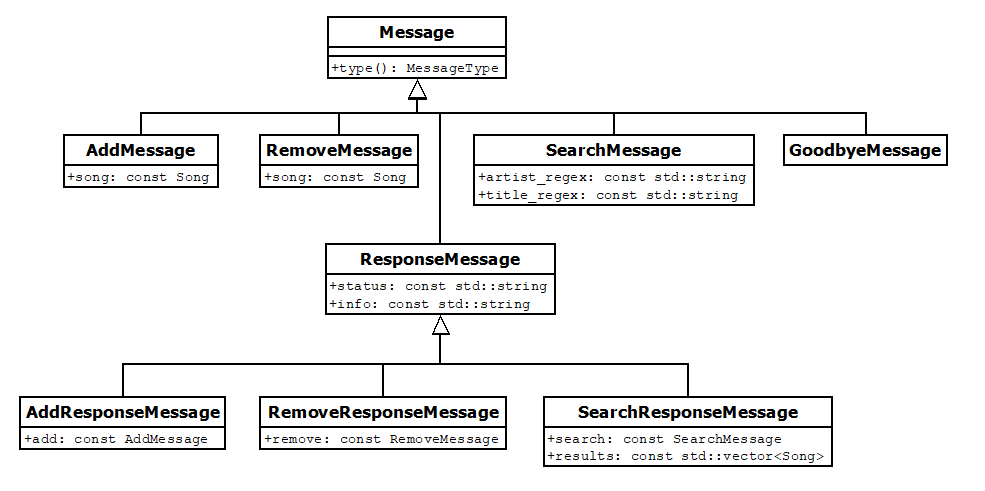 Message
+type(): MessageType
AddMessage
+song: const Song
RemoveMessage
+song: const Song
SearchMessage
+artist_regex: const std::string
+title_regex: const std::string
GoodbyeMessage
ResponseMessage
+status: const std::string
+info: const std::string
AddResponseMessage
+add: const AddMessage
RemoveResponseMessage
+remove: const RemoveMessage
SearchResponseMessage
+search: const SearchMessage
+results: const std::vector<Song>